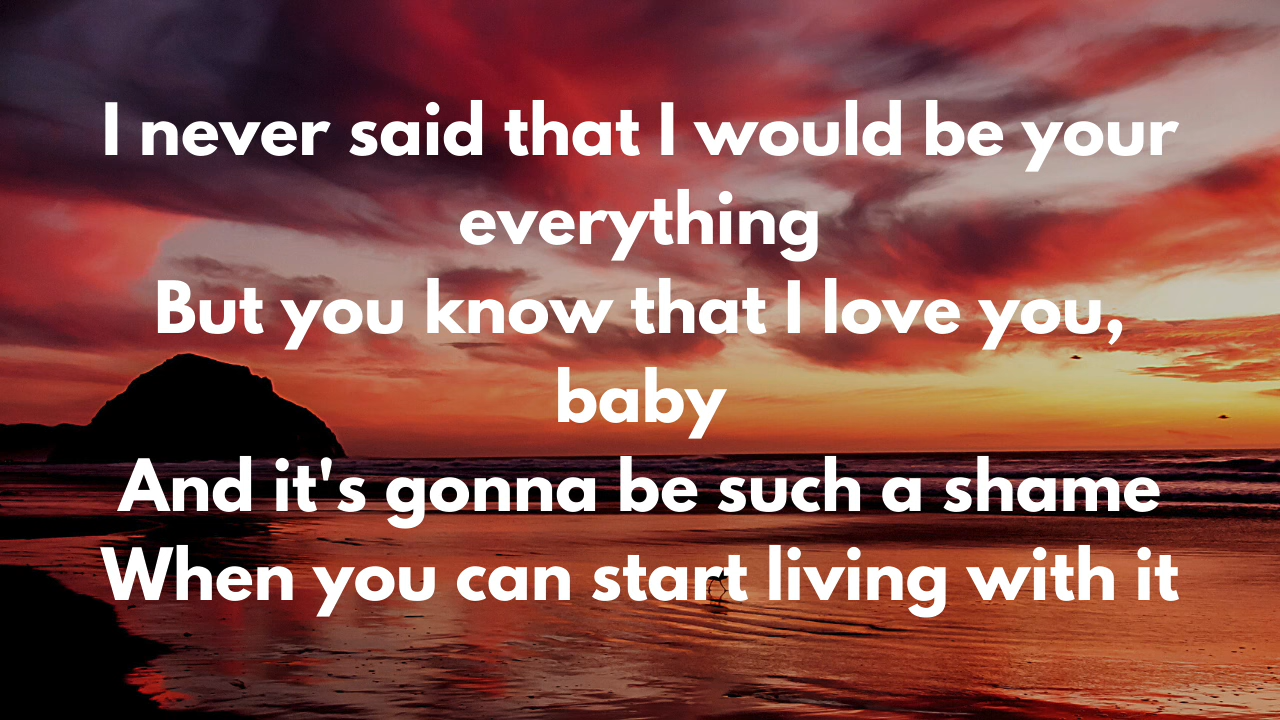 I never said that I would be your
everything
But you know that I love you,
baby
And it's gonna be such a shame
When you can start living with it